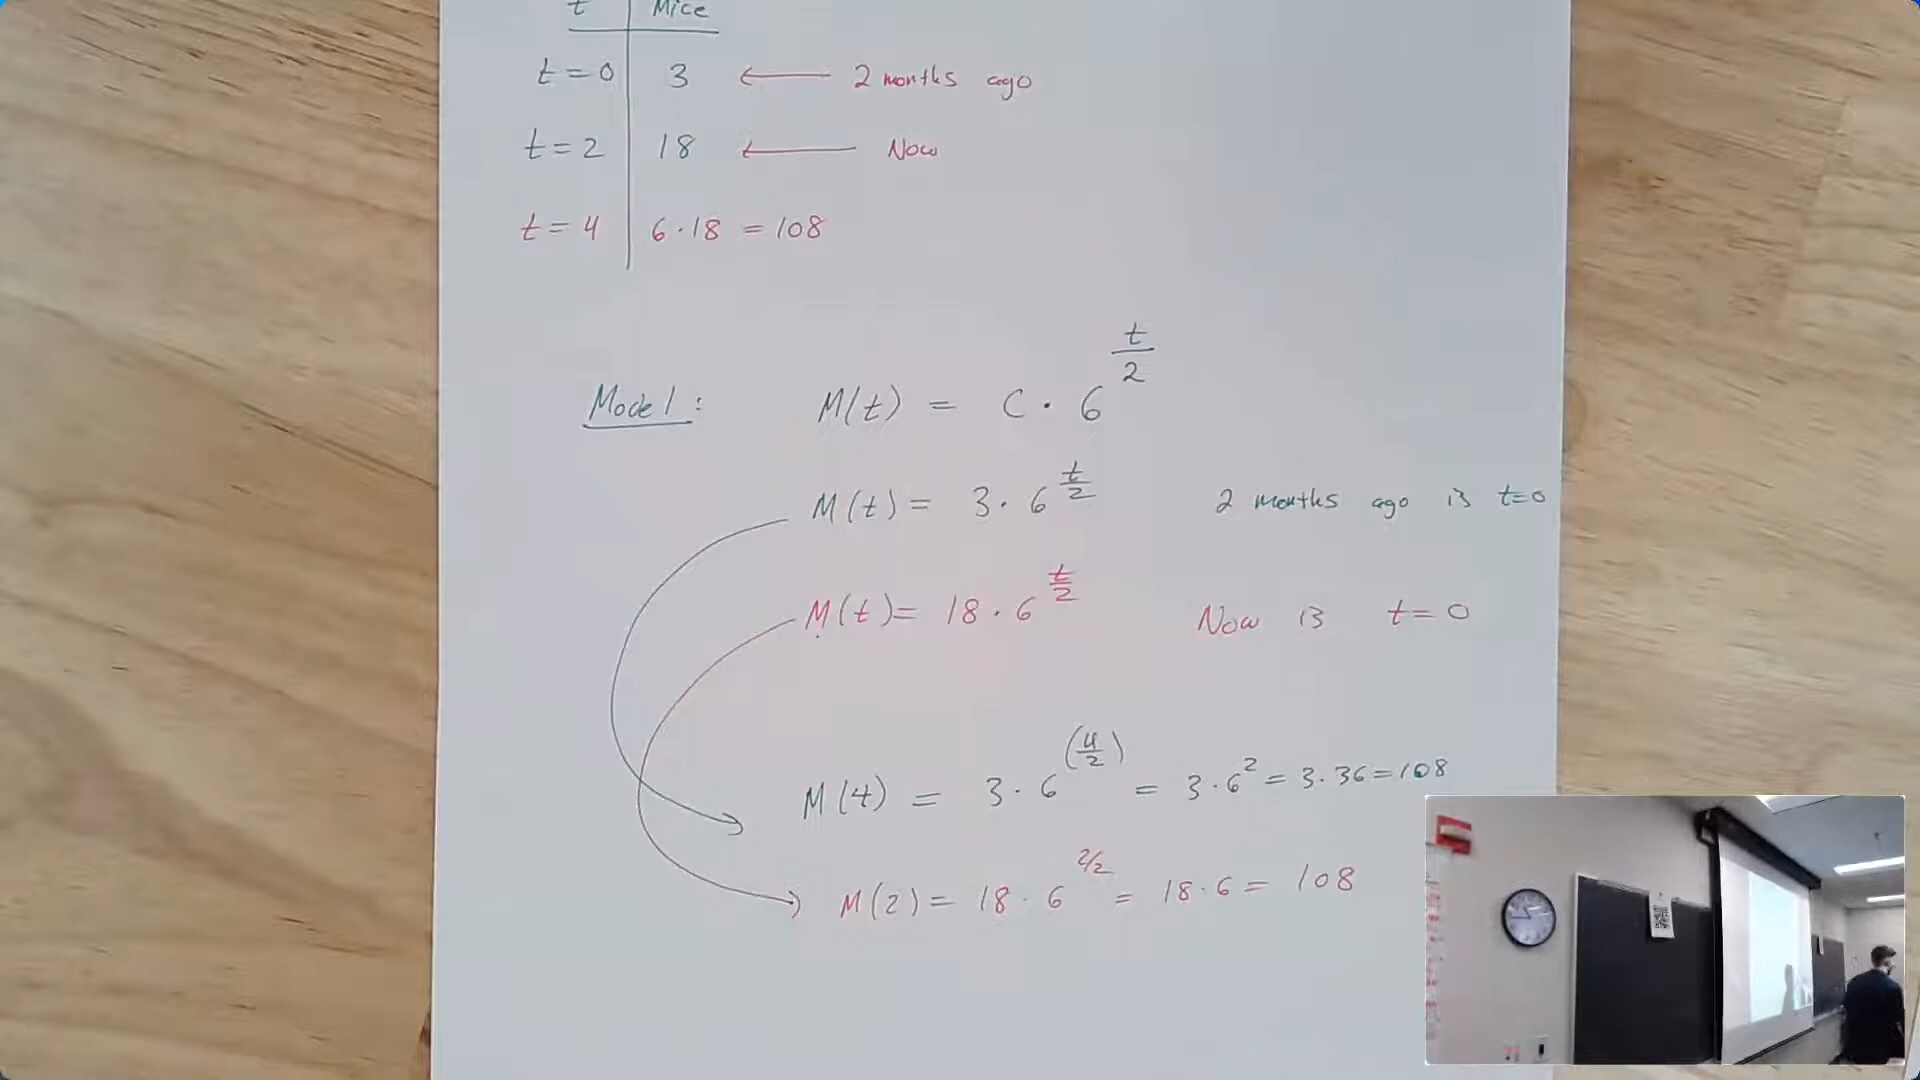 t | Mice
t = 0 | 3 ← 2 months ago
t = 2 | 18 ← Now
t = 4 | 6 · 18 = 108
Model: M(t) = C · 6^(t/2)
M(t) = 3 · 6^(t/2) 2 months ago is t=0
M(t) = 18 · 6^(t/2) Now is t = 0
M(4) = 3 · 6^(4/2) = 3 · 6^2 = 3 · 36 = 108
M(2) = 18 · 6^(2/2) = 18 · 6 = 108